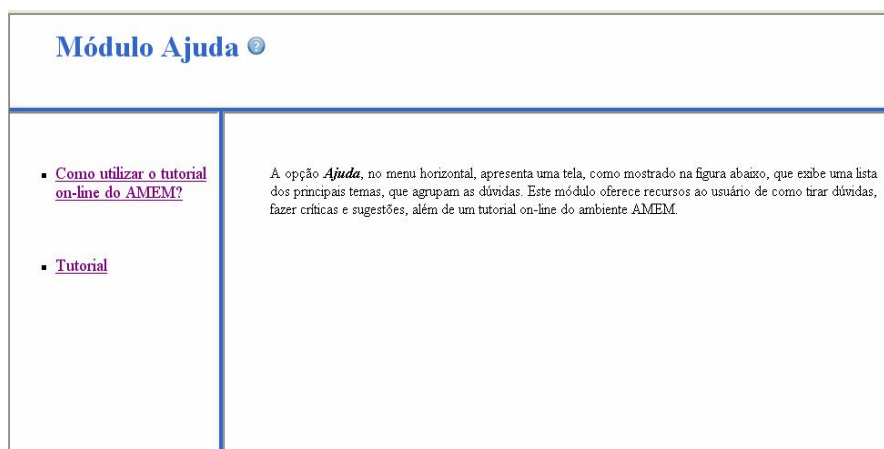 Módulo Ajuda
Como utilizar o tutorial
on-line do AMEM?
Tutorial
A opção Ajuda, no menu horizontal, apresenta uma tela, como mostrado na figura abaixo, que exibe uma lista
dos principais temas, que agrupam as dúvidas. Este módulo oferece recursos ao usuário de como tirar dúvidas,
fazer críticas e sugestões, além de um tutorial on-line do ambiente AMEM.